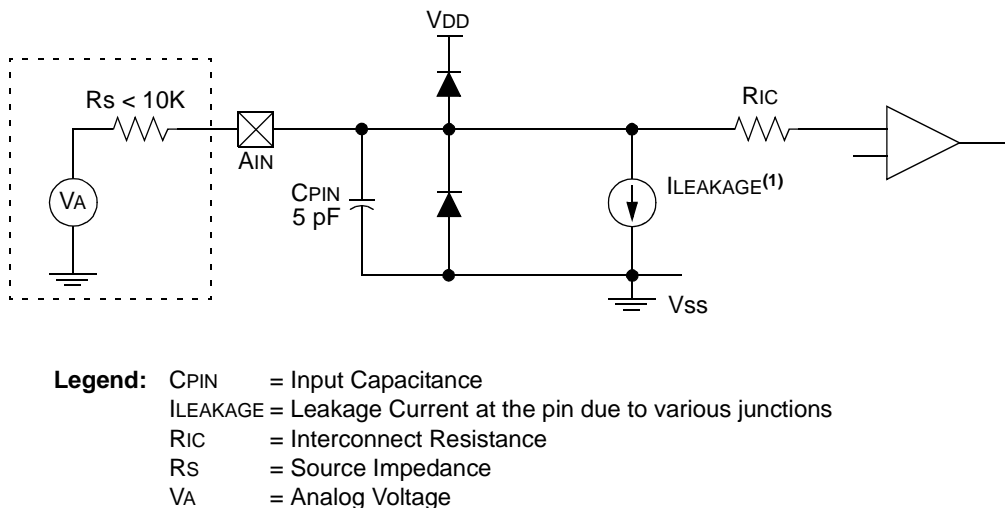 VDD
Rs < 10K
RIC
AIN
CPIN
5 pF
ILEAKAGE(1)
VA
Vss
Legend: CPIN = Input Capacitance
ILEAKAGE = Leakage Current at the pin due to various junctions
RIC = Interconnect Resistance
RS = Source Impedance
VA = Analog Voltage